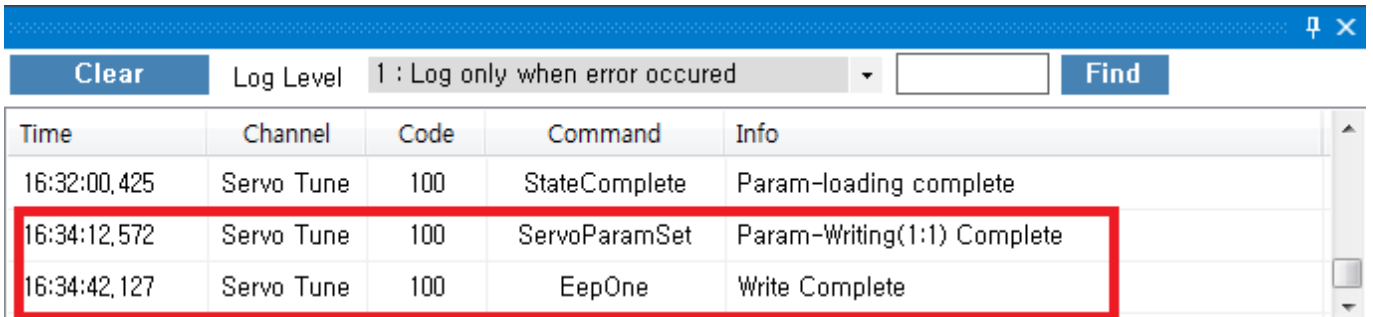 Clear Log Level 1 : Log only when error occured Find
Time Channel Code Command Info
16:32:00,425 Servo Tune 100 StateComplete Param-loading complete
16:34:12,572 Servo Tune 100 ServoParamSet Param-Writing(1:1) Complete
16:34:42,127 Servo Tune 100 EepOne Write Complete